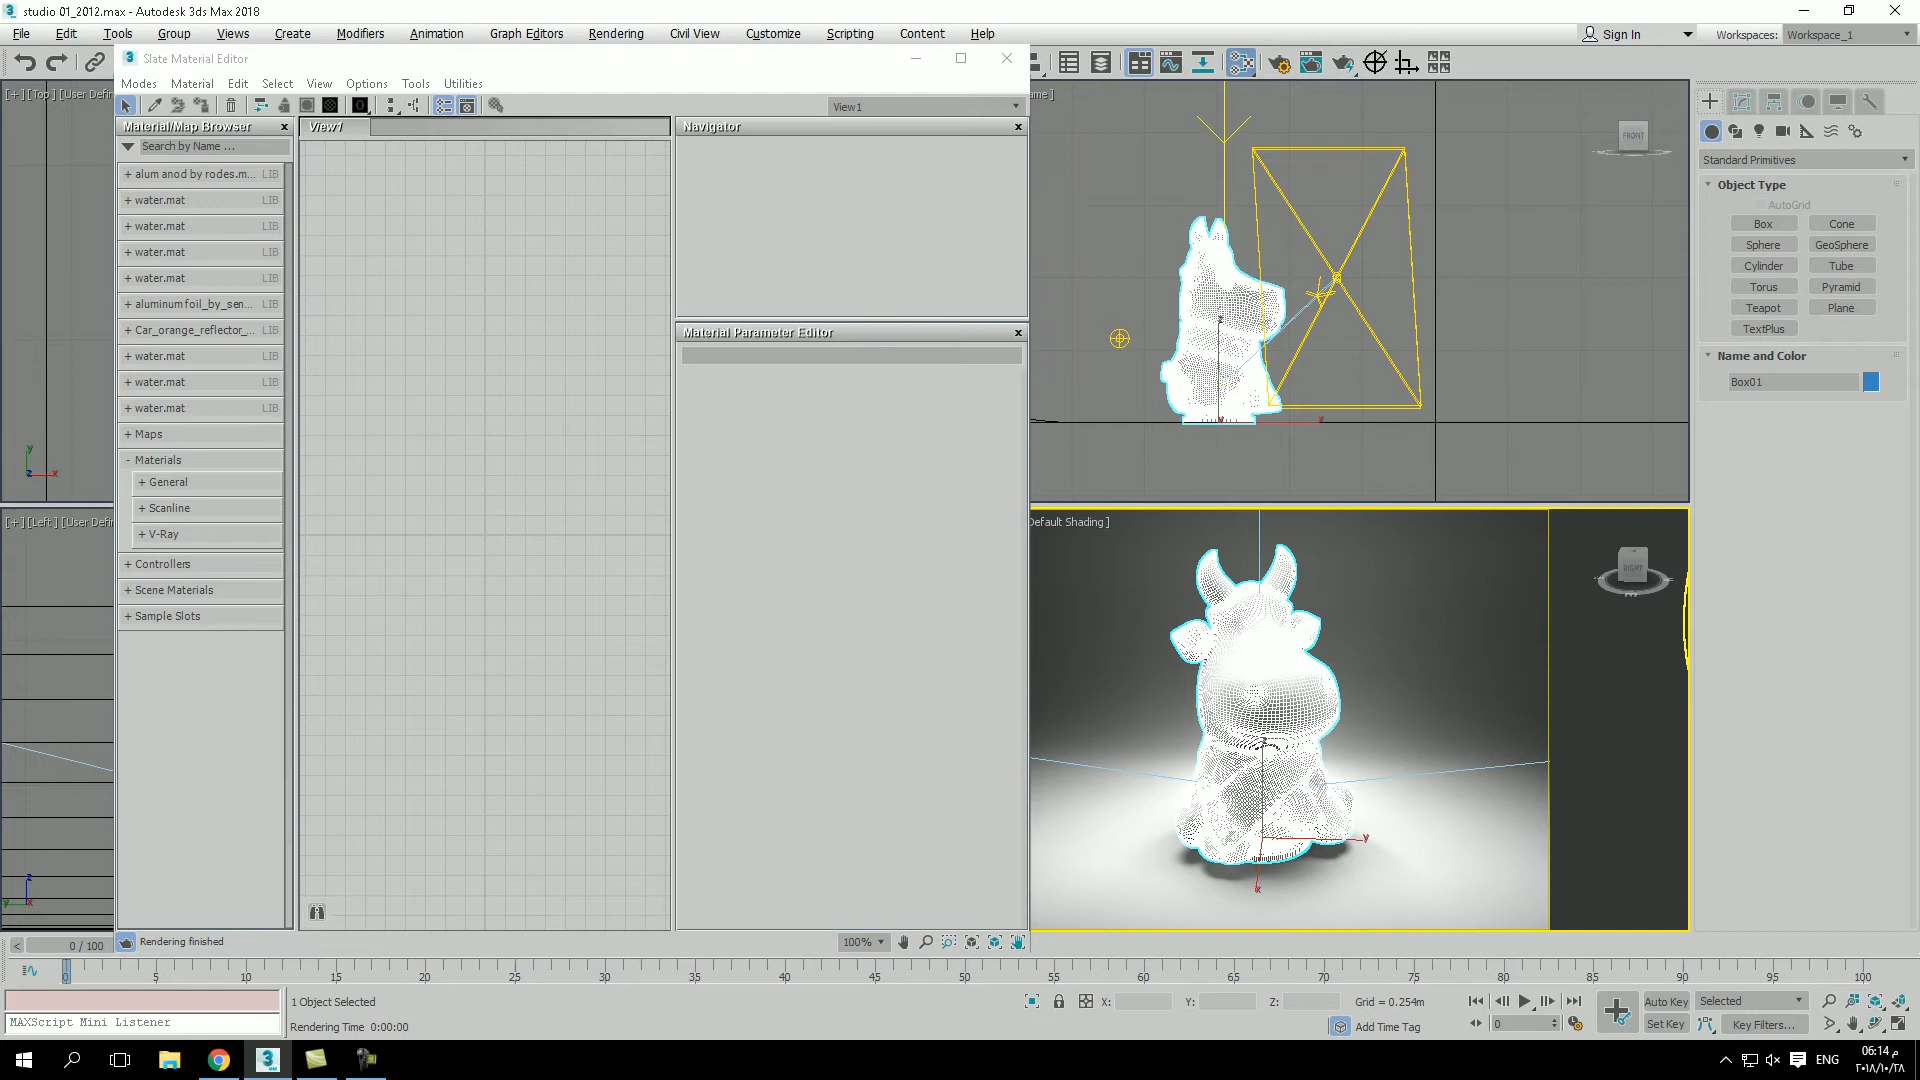 studio 01_2012.max - Autodesk 3ds Max 2018
File Edit Tools Group Views Create Modifiers Animation Graph Editors Rendering Civil View Customize Scripting Content Help
Sign In Workspaces: Workspace_1
Slate Material Editor
Modes Material Edit Select View Options Tools Utilities
View1
Material/Map Browser
Search by Name ...
+ alum anod by rodes.m... LIB
+ water.mat LIB
+ water.mat LIB
+ water.mat LIB
+ water.mat LIB
+ aluminumfoil_by_sen... LIB
+ Car_orange_reflector_... LIB
+ water.mat LIB
+ water.mat LIB
+ water.mat LIB
+ Maps
- Materials
+ General
+ Scanline
+ V-Ray
+ Controllers
+ Scene Materials
+ Sample Slots
View1
Navigator
Material Parameter Editor
Rendering finished
100%
[+] [Top] [User Defi
[+] [Left] [User Defi
ame ]
FRONT
Default Shading ]
RIGHT
Standard Primitives
Object Type
AutoGrid
Box Cone
Sphere GeoSphere
Cylinder Tube
Torus Pyramid
Teapot Plane
TextPlus
Name and Color
Box01
< 0 / 100
0 5 10 15 20 25 30 35 40 45 50 55 60 65 70 75 80 85 90 95 100
1 Object Selected
X: Y: Z: Grid = 0.254m
Auto Key Selected
MAXScript Mini Listener
Rendering Time 0:00:00
Add Time Tag
0
Set Key Key Filters...
ENG
06:14 م
٢٠١٨/١٠/٢٨